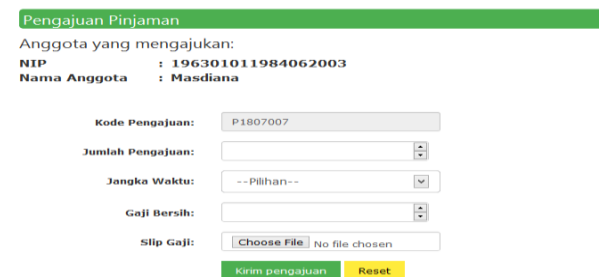 Pengajuan Pinjaman
Anggota yang mengajukan:
NIP : 196301011984062003
Nama Anggota : Masdiana
Kode Pengajuan: P1807007
Jumlah Pengajuan:
Jangka Waktu: --Pilihan--
Gaji Bersih:
Slip Gaji: Choose File No file chosen
Kirim pengajuan Reset